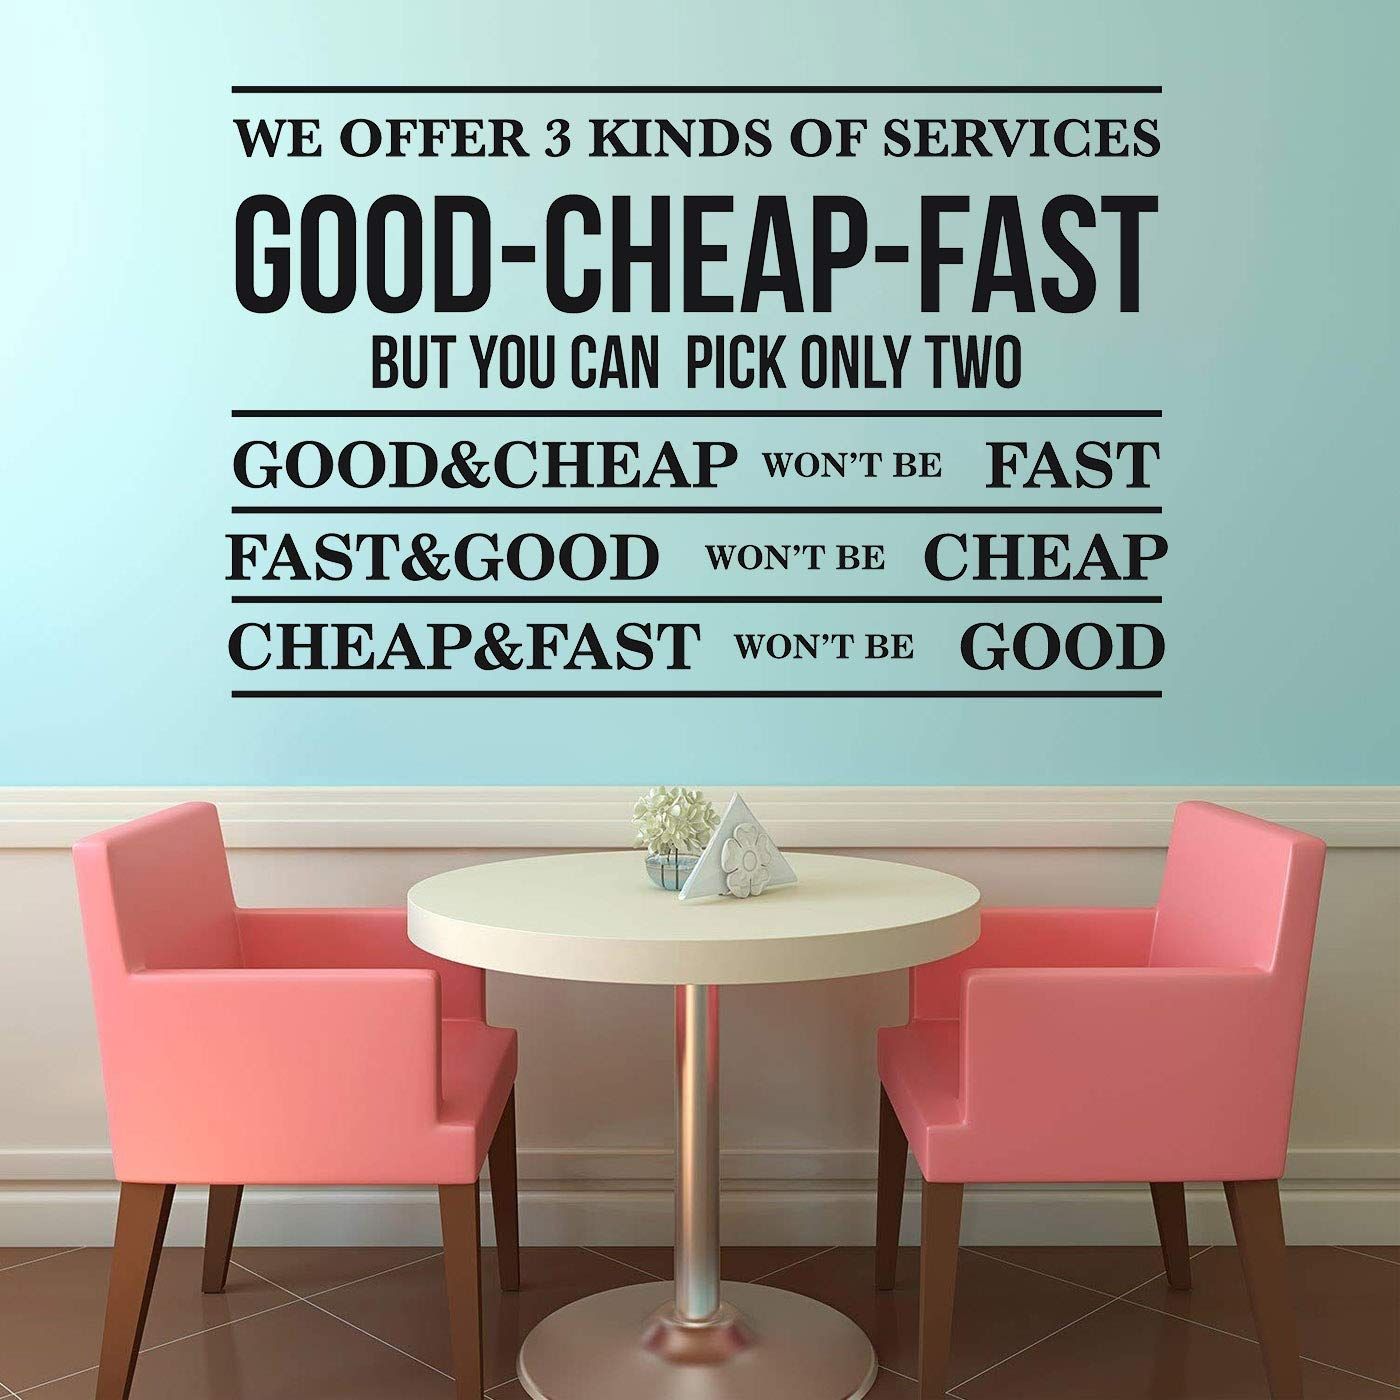 WE OFFER 3 KINDS OF SERVICES
GOOD-CHEAP-FAST
BUT YOU CAN PICK ONLY TWO
GOOD&CHEAP WON'T BE FAST
FAST&GOOD WON'T BE CHEAP
CHEAP&FAST WON'T BE GOOD